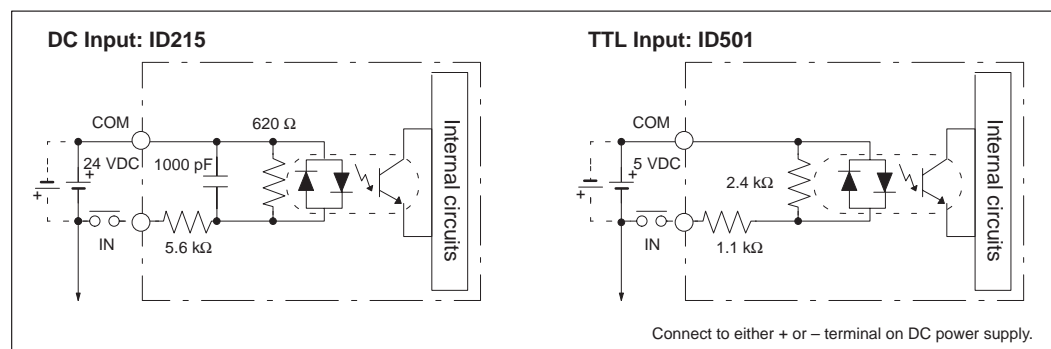 DC Input: ID215
COM
24 VDC
+
+
1000 pF
620 Ω
IN
5.6 kΩ
Internal circuits
TTL Input: ID501
COM
5 VDC
+
+
2.4 kΩ
IN
1.1 kΩ
Internal circuits
Connect to either + or – terminal on DC power supply.